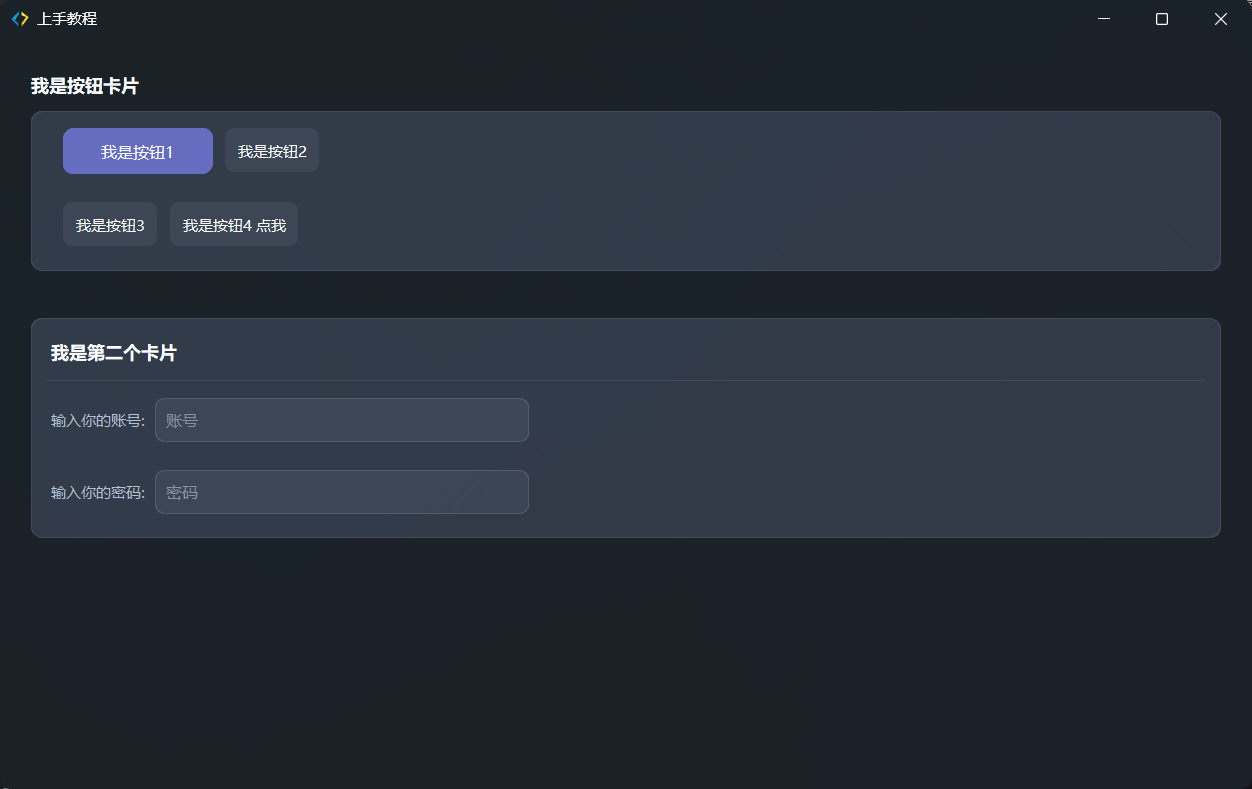 上手教程
我是按钮卡片
我是按钮1 我是按钮2
我是按钮3 我是按钮4 点我
我是第二个卡片
输入你的账号: 账号
输入你的密码: 密码